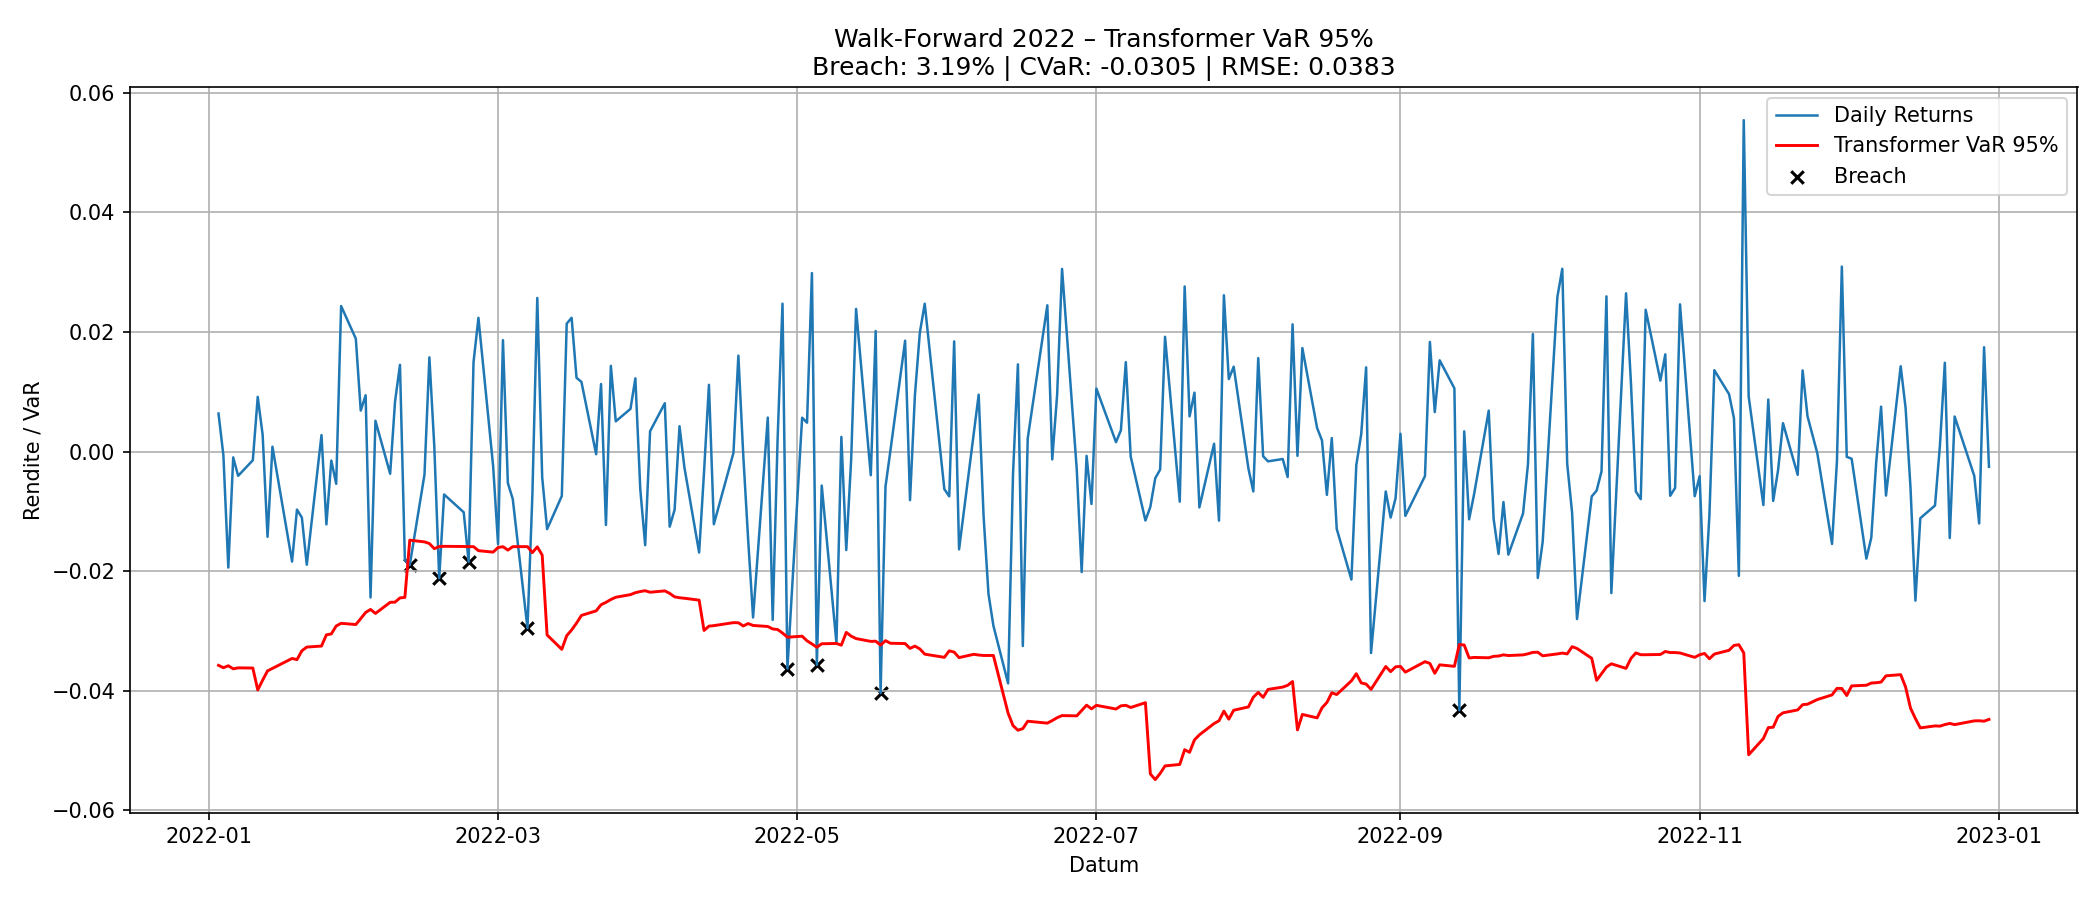 Walk-Forward 2022 – Transformer VaR 95%
Breach: 3.19% | CVaR: -0.0305 | RMSE: 0.0383
Daily Returns
Transformer VaR 95%
Breach
Rendite / VaR
0.06
0.04
0.02
0.00
−0.02
−0.04
−0.06
2022-01
2022-03
2022-05
2022-07
2022-09
2022-11
2023-01
Datum